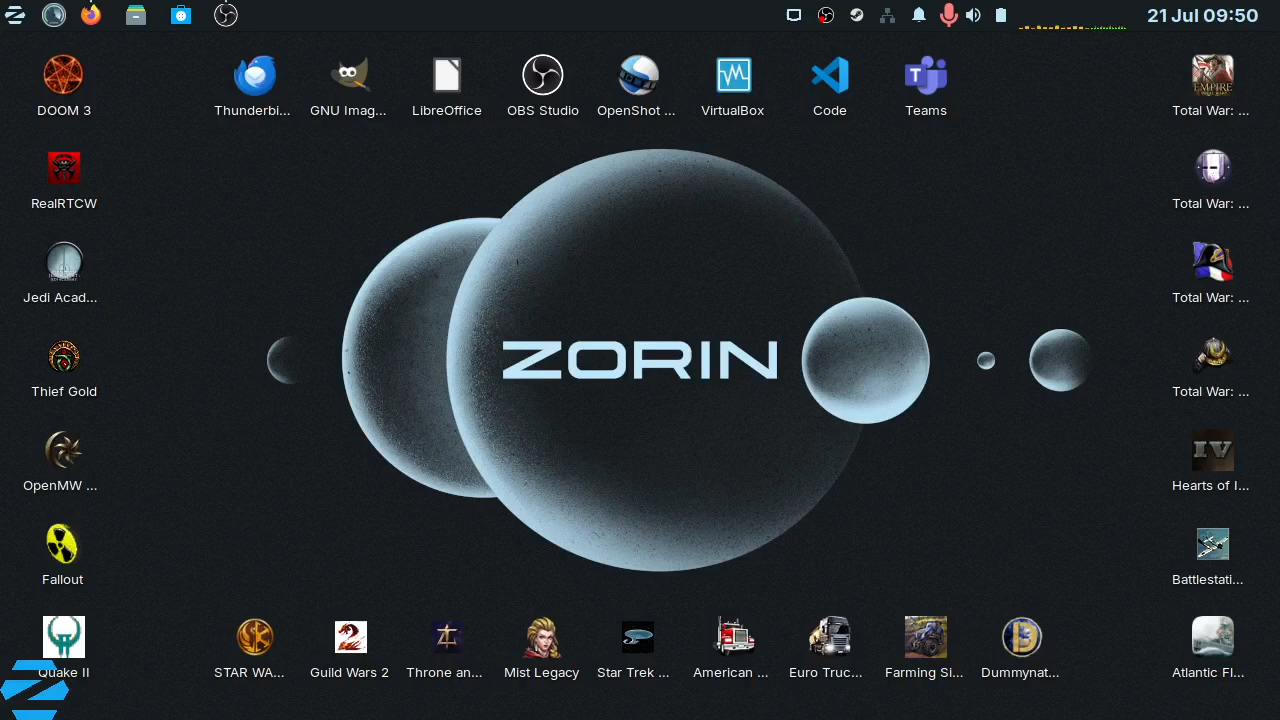 21 Jul 09:50
DOOM 3
Thunderbi...
GNU Imag...
LibreOffice
OBS Studio
OpenShot ...
VirtualBox
Code
Teams
EMPIRE
Total War: ...
RealRTCW
Total War: ...
Jedi Acad...
Total War: ...
ZORIN
Thief Gold
Total War: ...
OpenMW ...
IV
Hearts of I...
Fallout
Battlestati...
Quake II
STAR WA...
Guild Wars 2
Throne an...
Mist Legacy
Star Trek ...
American ...
Euro Truc...
Farming Si...
Dummynat...
Atlantic Fl...